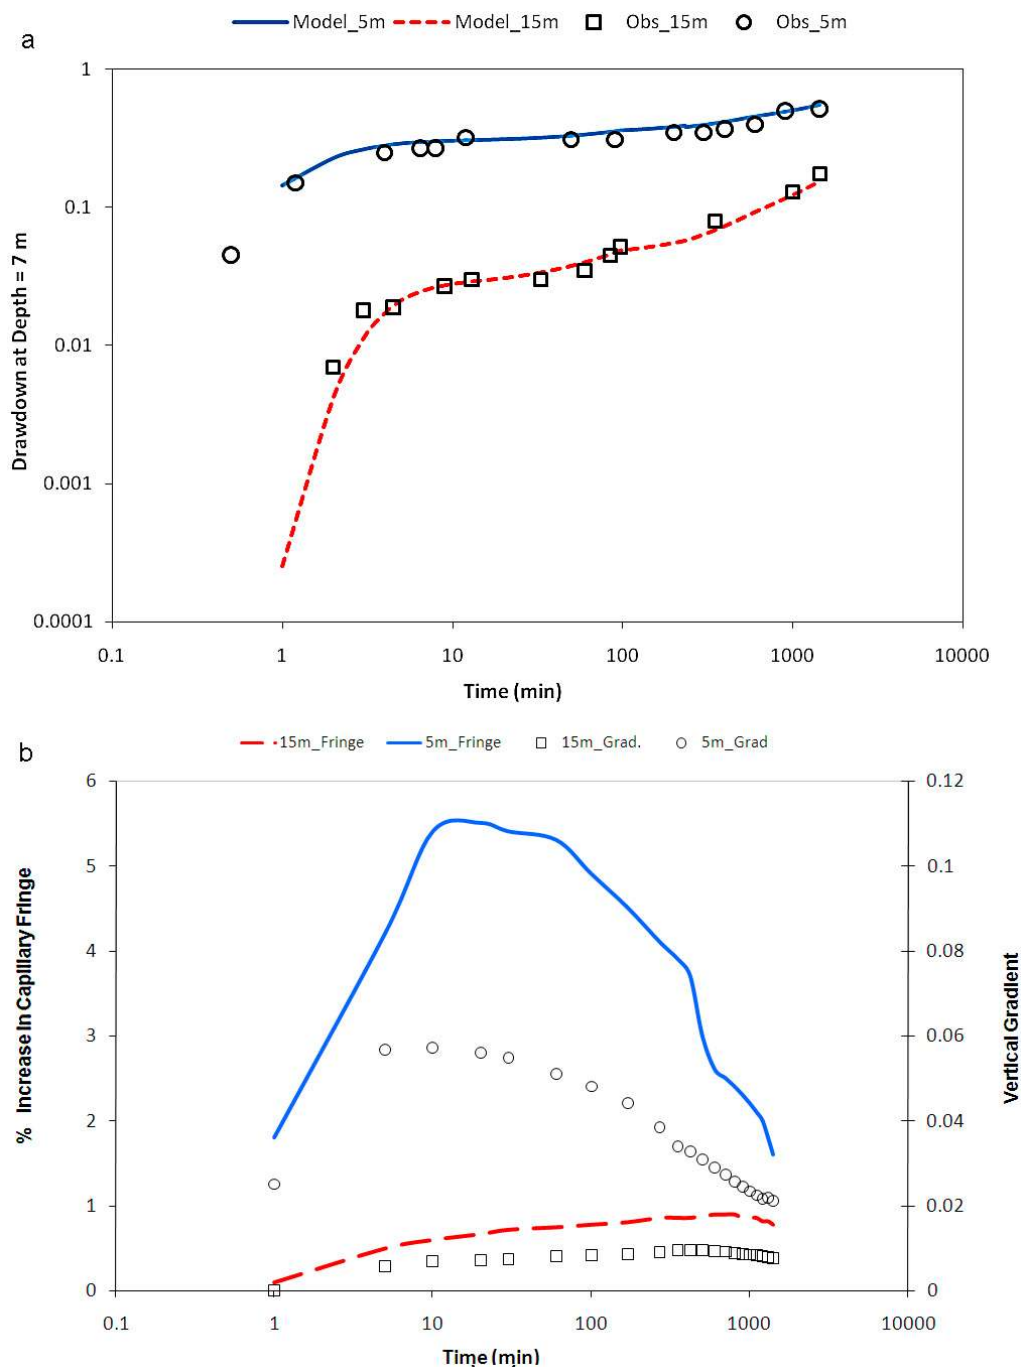 Model_5m Model_15m Obs_15m Obs_5m
a
1
0.1
0.01
0.001
0.0001
Drawdown at Depth = 7 m
0.1 1 10 100 1000 10000
Time (min)
15m_Fringe 5m_Fringe 15m_Grad. 5m_Grad
b
6
5
4
3
2
1
0
% Increase In Capillary Fringe
0.12
0.1
0.08
0.06
0.04
0.02
0
Vertical Gradient
0.1 1 10 100 1000 10000
Time (min)